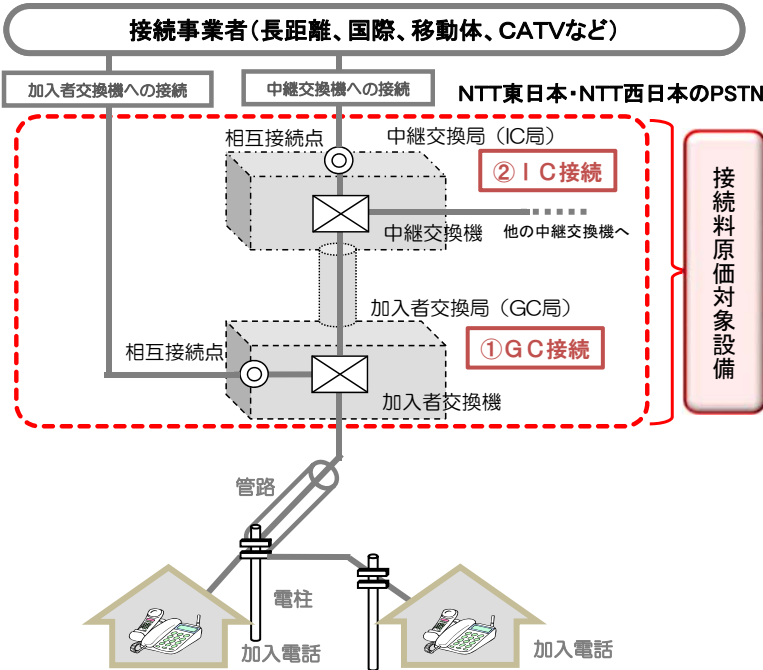 接続事業者(長距離、国際、移動体、CATVなど)
加入者交換機への接続
中継交換機への接続
NTT東日本・NTT西日本のPSTN
相互接続点
中継交換局(IC局)
②IC接続
中継交換機
他の中継交換機へ
加入者交換局(GC局)
相互接続点
①GC接続
加入者交換機
接続料原価対象設備
管路
電柱
加入電話
加入電話